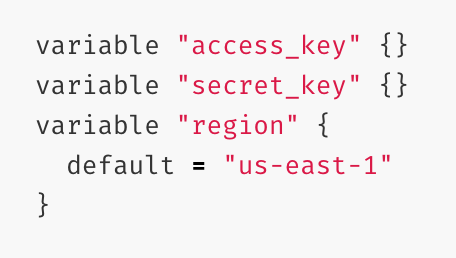 variable "access_key" {}
variable "secret_key" {}
variable "region" {
  default = "us-east-1"
}